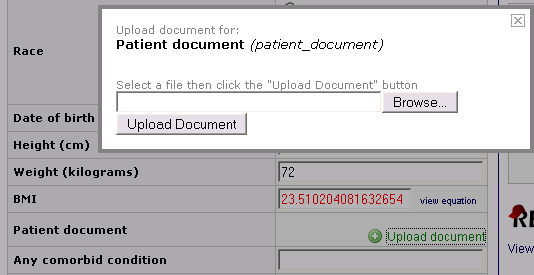 Upload document for:
Patient document (patient_document)
Select a file then click the "Upload Document" button
Browse...
Upload Document
Race
Date of birth
Height (cm)
Weight (kilograms) 72
BMI 23.510204081632654 view equation
Patient document Upload document
Any comorbid condition
View